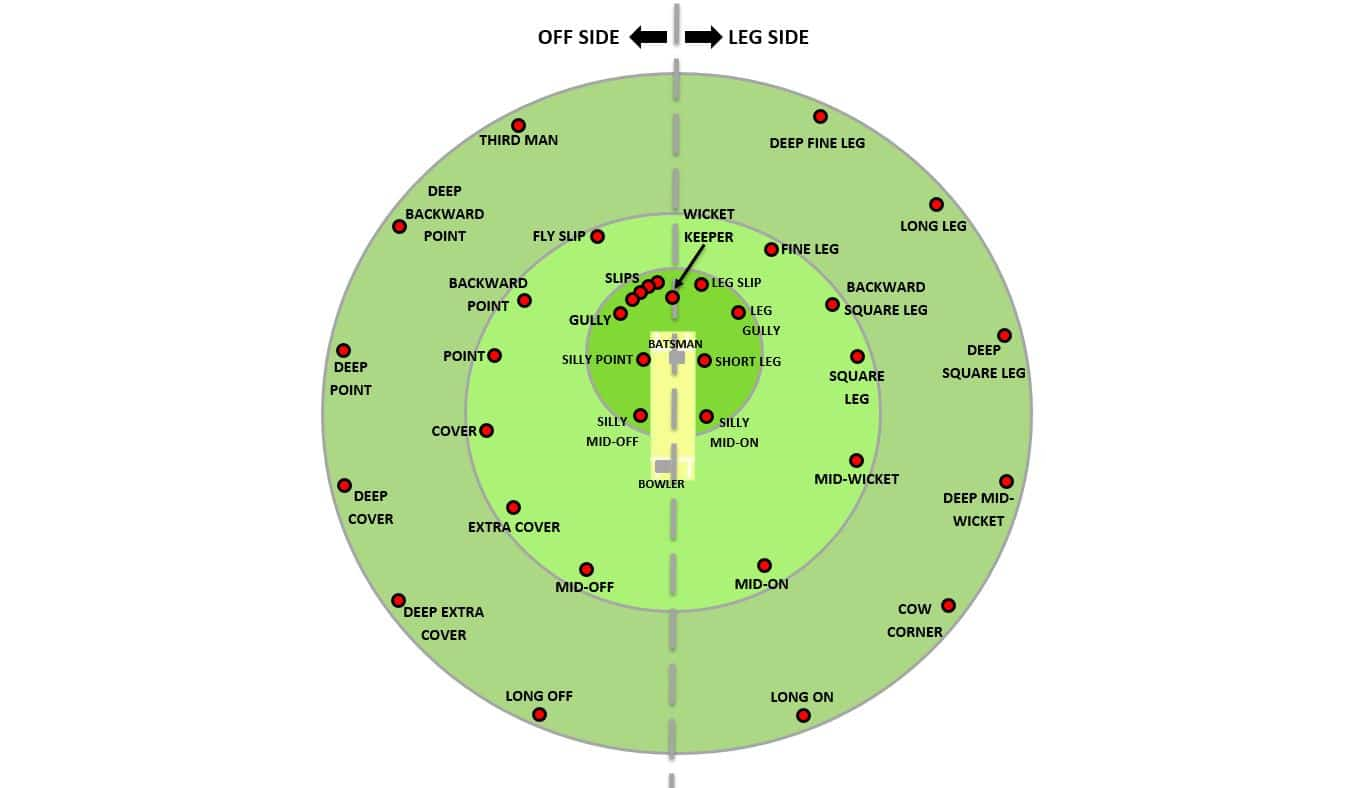 OFF SIDE
LEG SIDE
THIRD MAN
DEEP FINE LEG
DEEP
BACKWARD
POINT
LONG LEG
WICKET
KEEPER
FLY SLIP
FINE LEG
SLIPS
LEG SLIP
BACKWARD
POINT
BACKWARD
SQUARE LEG
GULLY
LEG
GULLY
BATSMAN
POINT
SILLY POINT
SHORT LEG
DEEP
POINT
SQUARE
LEG
DEEP
SQUARE LEG
COVER
SILLY
MID-OFF
SILLY
MID-ON
BOWLER
MID-WICKET
DEEP
COVER
DEEP MID-
WICKET
EXTRA COVER
MID-OFF
MID-ON
DEEP EXTRA
COVER
COW
CORNER
LONG OFF
LONG ON